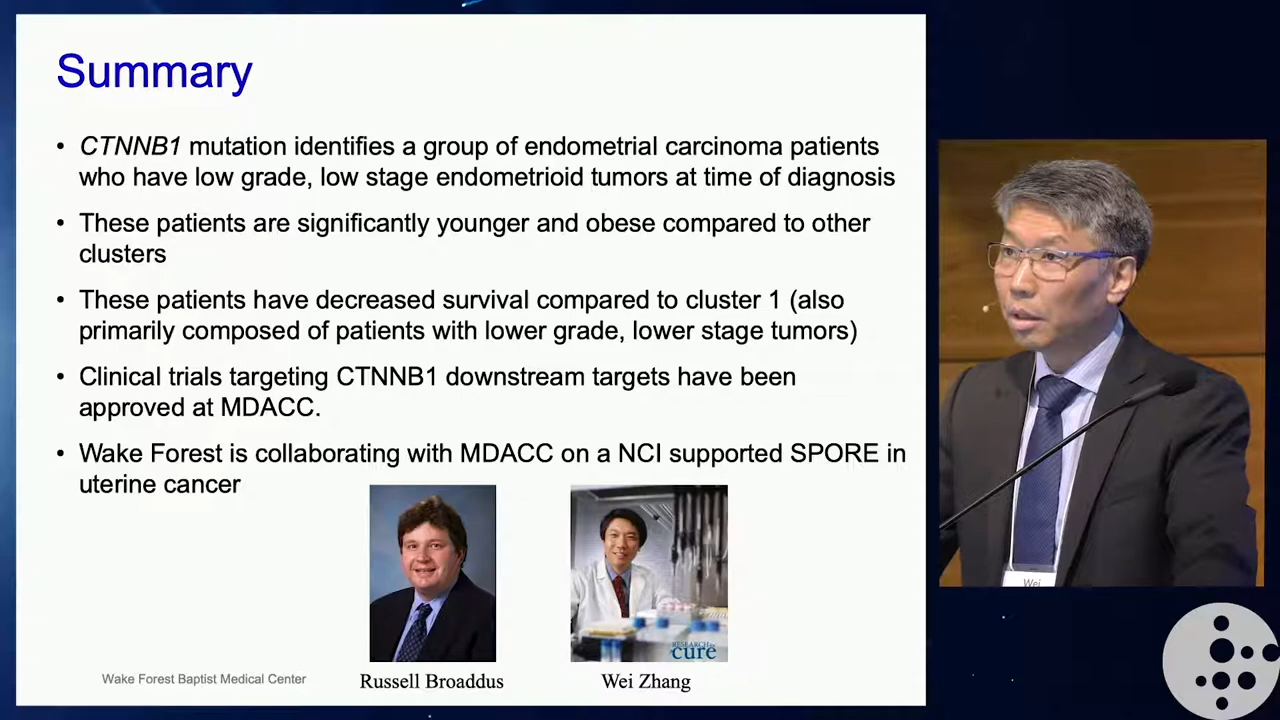 Summary
• CTNNB1 mutation identifies a group of endometrial carcinoma patients
who have low grade, low stage endometrioid tumors at time of diagnosis
• These patients are significantly younger and obese compared to other
clusters
• These patients have decreased survival compared to cluster 1 (also
primarily composed of patients with lower grade, lower stage tumors)
• Clinical trials targeting CTNNB1 downstream targets have been
approved at MDACC.
• Wake Forest is collaborating with MDACC on a NCI supported SPORE in
uterine cancer
cure
Wake Forest Baptist Medical Center
Russell Broaddus
Wei Zhang
Wei